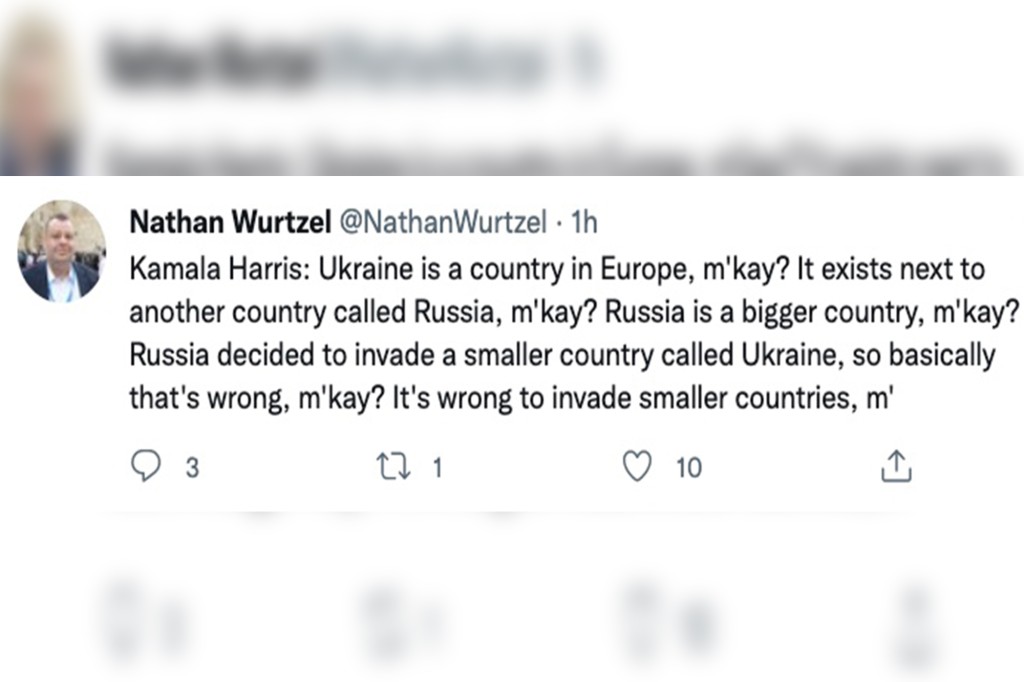 Nathan Wurtzel @NathanWurtzel · 1h
Kamala Harris: Ukraine is a country in Europe, m'kay? It exists next to
another country called Russia, m'kay? Russia is a bigger country, m'kay?
Russia decided to invade a smaller country called Ukraine, so basically
that's wrong, m'kay? It's wrong to invade smaller countries, m'
3 1 10